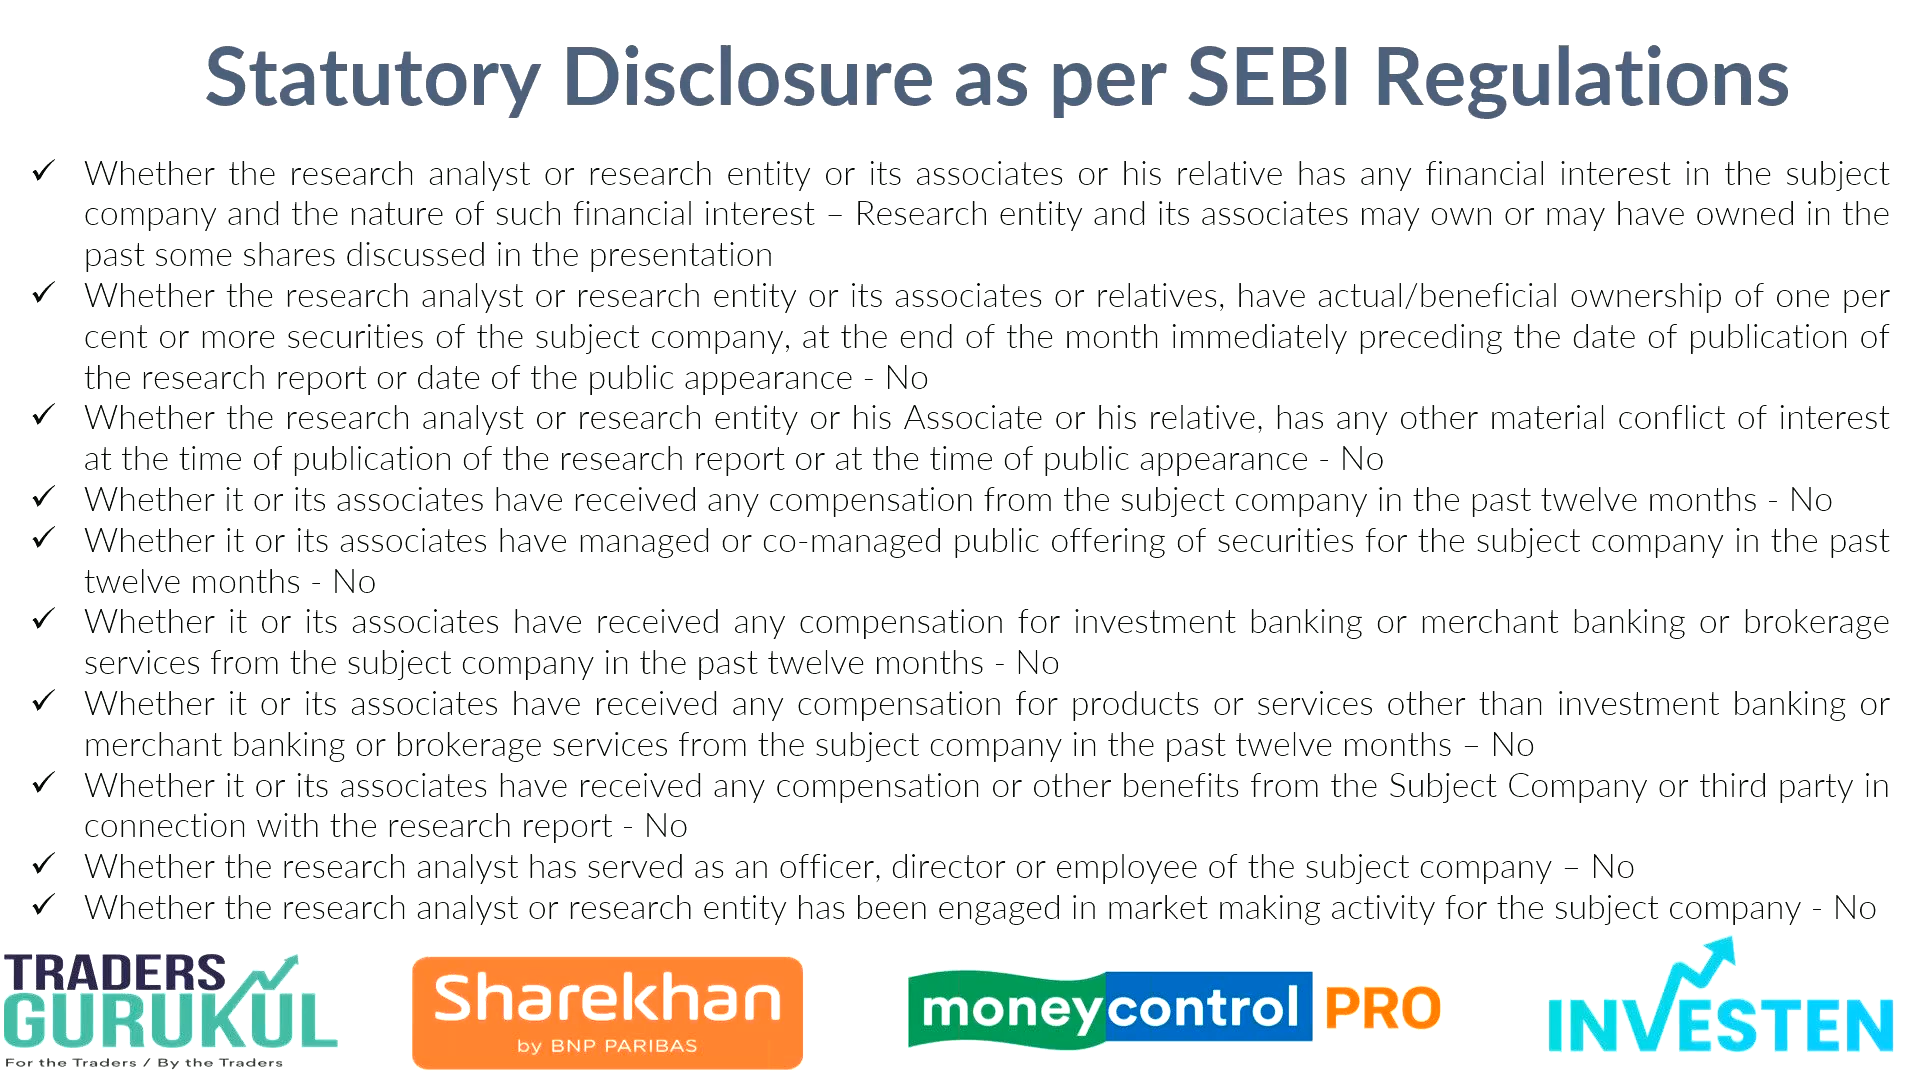 Statutory Disclosure as per SEBI Regulations
✓ Whether the research analyst or research entity or its associates or his relative has any financial interest in the subject
company and the nature of such financial interest – Research entity and its associates may own or may have owned in the
past some shares discussed in the presentation
✓ Whether the research analyst or research entity or its associates or relatives, have actual/beneficial ownership of one per
cent or more securities of the subject company, at the end of the month immediately preceding the date of publication of
the research report or date of the public appearance - No
✓ Whether the research analyst or research entity or his Associate or his relative, has any other material conflict of interest
at the time of publication of the research report or at the time of public appearance - No
✓ Whether it or its associates have received any compensation from the subject company in the past twelve months - No
✓ Whether it or its associates have managed or co-managed public offering of securities for the subject company in the past
twelve months - No
✓ Whether it or its associates have received any compensation for investment banking or merchant banking or brokerage
services from the subject company in the past twelve months - No
✓ Whether it or its associates have received any compensation for products or services other than investment banking or
merchant banking or brokerage services from the subject company in the past twelve months – No
✓ Whether it or its associates have received any compensation or other benefits from the Subject Company or third party in
connection with the research report - No
✓ Whether the research analyst has served as an officer, director or employee of the subject company – No
✓ Whether the research analyst or research entity has been engaged in market making activity for the subject company - No
TRADERS
GURUKUL
For the Traders / By the Traders
Sharekhan
by BNP PARIBAS
moneycontrol PRO
INVESTEN